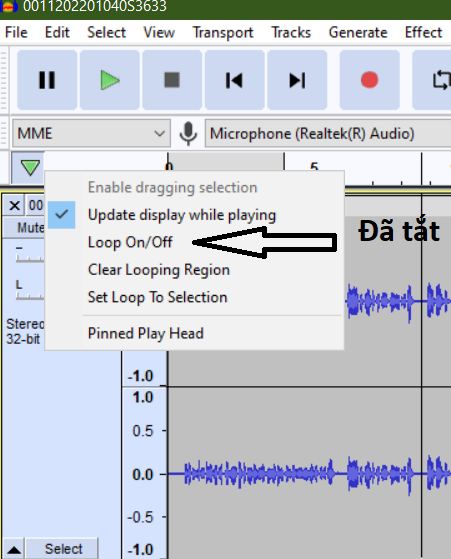 0011202201040S3633
File Edit Select View Transport Tracks Generate Effect
MME Microphone (Realtek(R) Audio)
0 5
00
Enable dragging selection
Update display while playing
Loop On/Off
Đã tắt
Clear Looping Region
Set Loop To Selection
Pinned Play Head
Mute
L
Stereo
32-bit
-1.0
1.0
0.5
0.0
-0.5
-1.0
Select